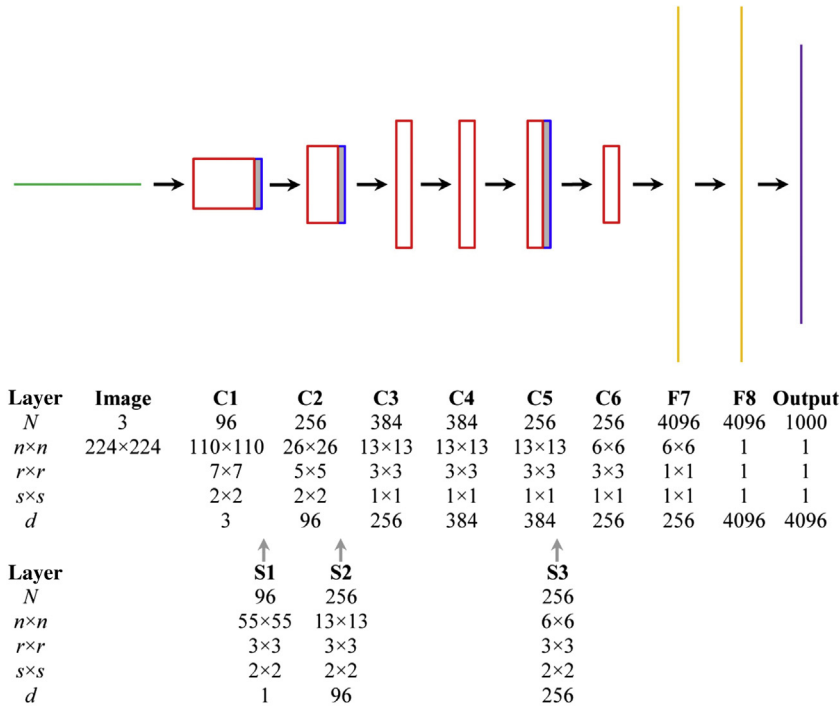 Layer Image C1 C2 C3 C4 C5 C6 F7 F8 Output
N 3 96 256 384 384 256 256 4096 4096 1000
n×n 224×224 110×110 26×26 13×13 13×13 13×13 6×6 6×6 1 1
r×r 7×7 5×5 3×3 3×3 3×3 3×3 1×1 1 1
s×s 2×2 2×2 1×1 1×1 1×1 1×1 1×1 1 1
d 3 96 256 384 384 256 256 4096 4096
Layer S1 S2 S3
N 96 256 256
n×n 55×55 13×13 6×6
r×r 3×3 3×3 3×3
s×s 2×2 2×2 2×2
d 1 96 256